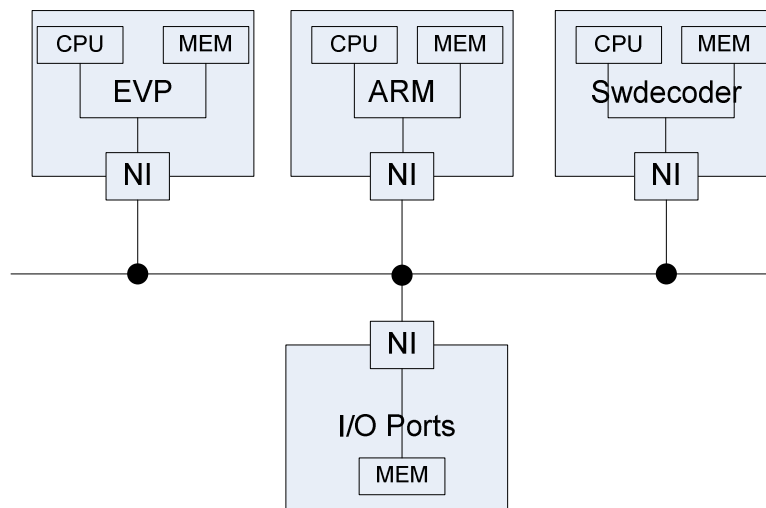 CPU MEM CPU MEM CPU MEM
EVP ARM Swdecoder
NI NI NI
NI
I/O Ports
MEM